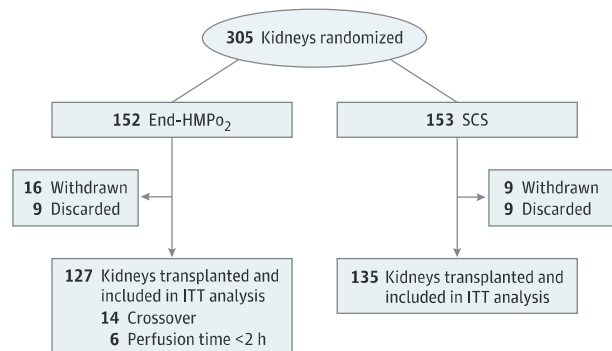 305 Kidneys randomized
152 End-HMPo₂
153 SCS
16 Withdrawn
9 Discarded
9 Withdrawn
9 Discarded
127 Kidneys transplanted and
included in ITT analysis
14 Crossover
6 Perfusion time <2 h
135 Kidneys transplanted and
included in ITT analysis